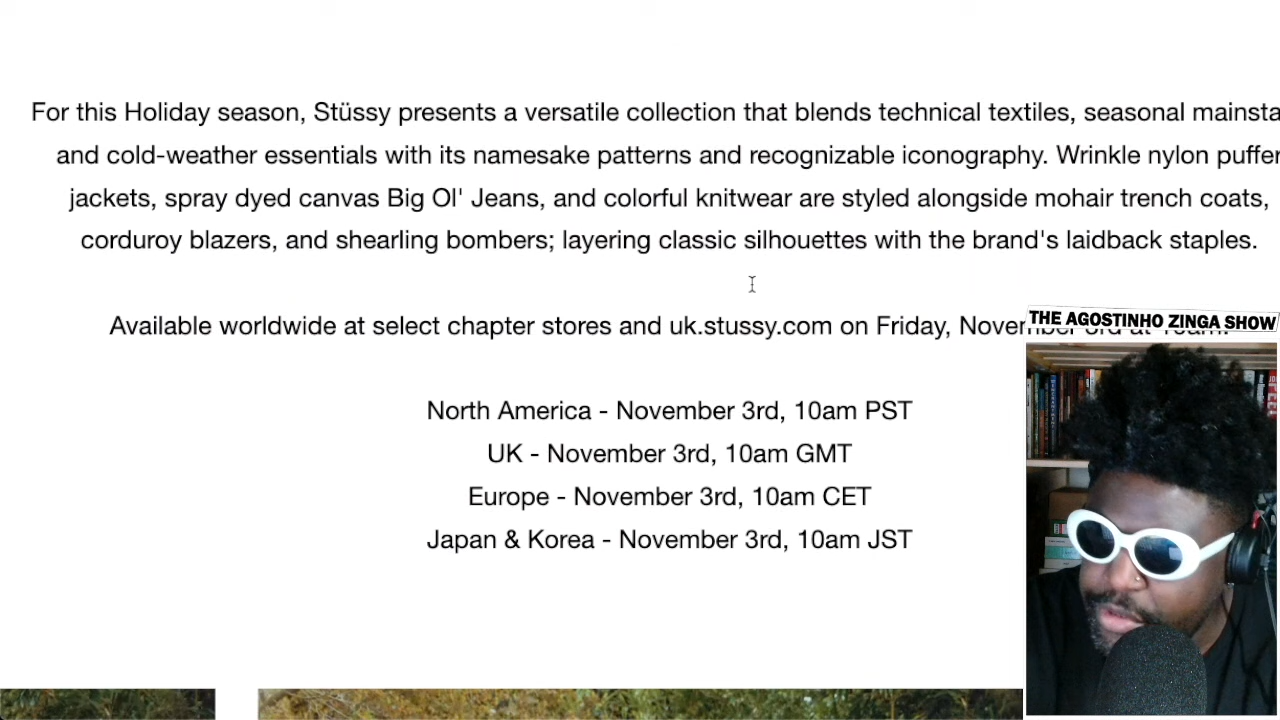 For this Holiday season, Stüssy presents a versatile collection that blends technical textiles, seasonal
and cold-weather essentials with its namesake patterns and recognizable iconography. Wrinkle nylon puffer
jackets, spray dyed canvas Big Ol' Jeans, and colorful knitwear are styled alongside mohair trench coats,
corduroy blazers, and shearling bombers; layering classic silhouettes with the brand's laidback staples.
Available worldwide at select chapter stores and uk.stussy.com on Friday, November 3rd at 10am.
THE AGOSTINHO ZINGA SHOW
North America - November 3rd, 10am PST
UK - November 3rd, 10am GMT
Europe - November 3rd, 10am CET
Japan & Korea - November 3rd, 10am JST